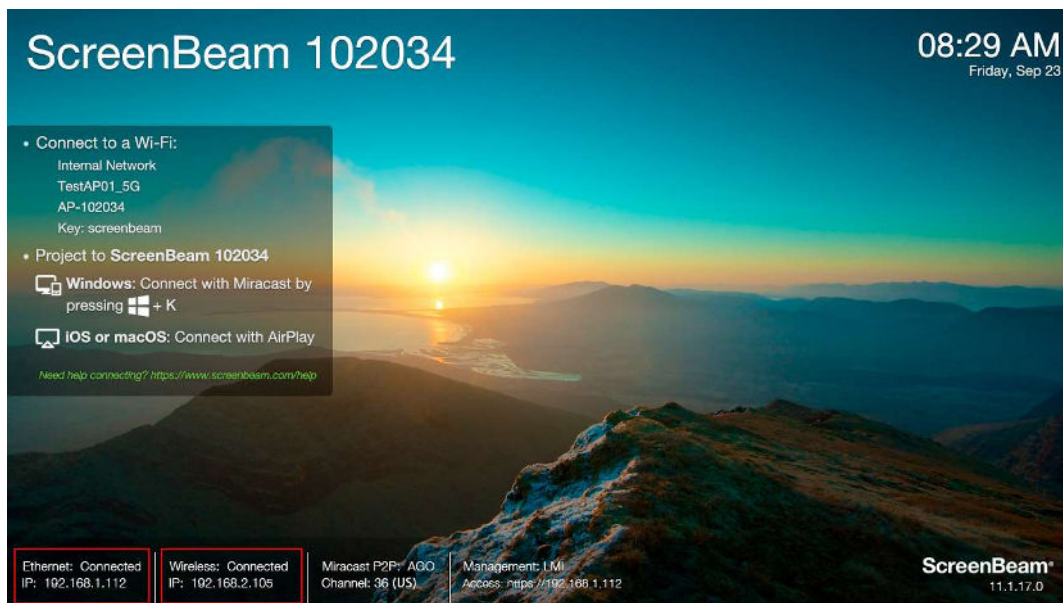 ScreenBeam 102034
08:29 AM
Friday, Sep 23
• Connect to a Wi-Fi:
Internal Network
TestAP01_5G
AP-102034
Key: screenbeam
• Project to ScreenBeam 102034
Windows: Connect with Miracast by
pressing + K
iOS or macOS: Connect with AirPlay
Need help connecting? https://www.screenbeam.com/help
Ethernet: Connected
IP: 192.168.1.112
Wireless: Connected
IP: 192.168.2.105
Miracast P2P: AGO
Channel: 36 (US)
Management: LMI
Access: https://192.168.1.112
ScreenBeam®
11.1.17.0